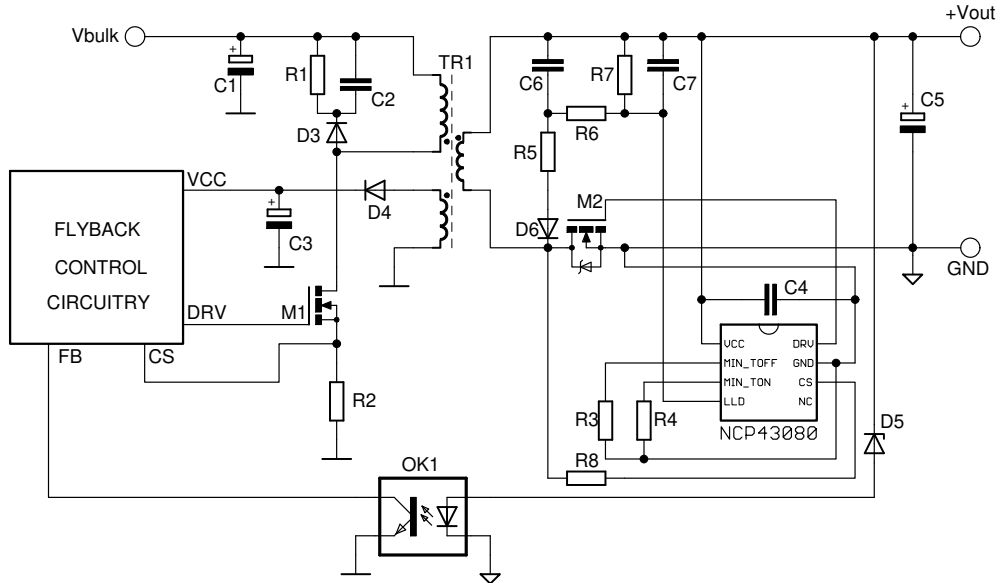 +Vout
Vbulk
+
C1
R1
C2
TR1
C6
R7
C7
+
C5
D3
R6
R5
VCC
D4
M2
D6
+
C3
FLYBACK
CONTROL
CIRCUITRY
GND
C4
DRV
M1
FB
CS
VCC
DRV
MIN_TOFF
GND
MIN_TON
CS
LLD
NC
R2
R3
R4
NCP43080
D5
R8
OK1